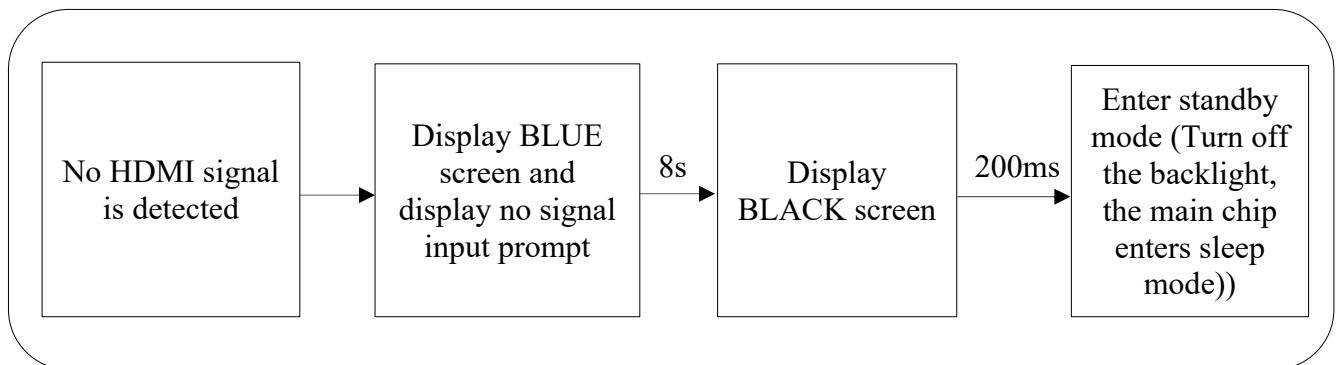 No HDMI signal
is detected
Display BLUE
screen and
display no signal
input prompt
8s
Display
BLACK screen
200ms
Enter standby
mode (Turn off
the backlight,
the main chip
enters sleep
mode))